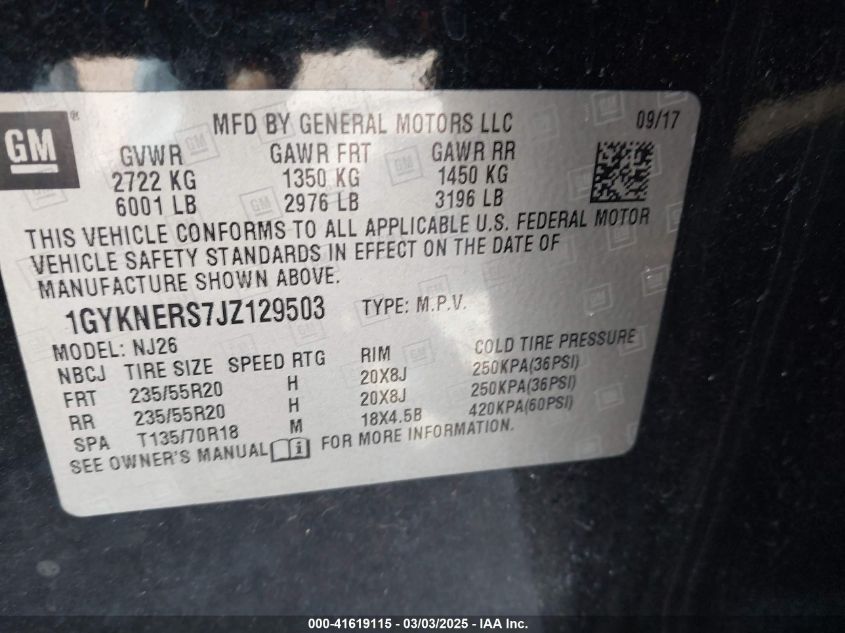 GM ®
MFD BY GENERAL MOTORS LLC 09/17
GVWR GAWR FRT GAWR RR
2722 KG 1350 KG 1450 KG
6001 LB 2976 LB 3196 LB
THIS VEHICLE CONFORMS TO ALL APPLICABLE U.S. FEDERAL MOTOR
VEHICLE SAFETY STANDARDS IN EFFECT ON THE DATE OF
MANUFACTURE SHOWN ABOVE.
1GYKNERS7JZ129503 TYPE: M.P.V.
MODEL: NJ26
NBCJ TIRE SIZE SPEED RTG RIM COLD TIRE PRESSURE
FRT 235/55R20 H 20X8J 250KPA(36PSI)
RR 235/55R20 H 20X8J 250KPA(36PSI)
SPA T135/70R18 M 18X4.5B 420KPA(60PSI)
SEE OWNER'S MANUAL FOR MORE INFORMATION.
000-41619115 - 03/03/2025 - IAA Inc.